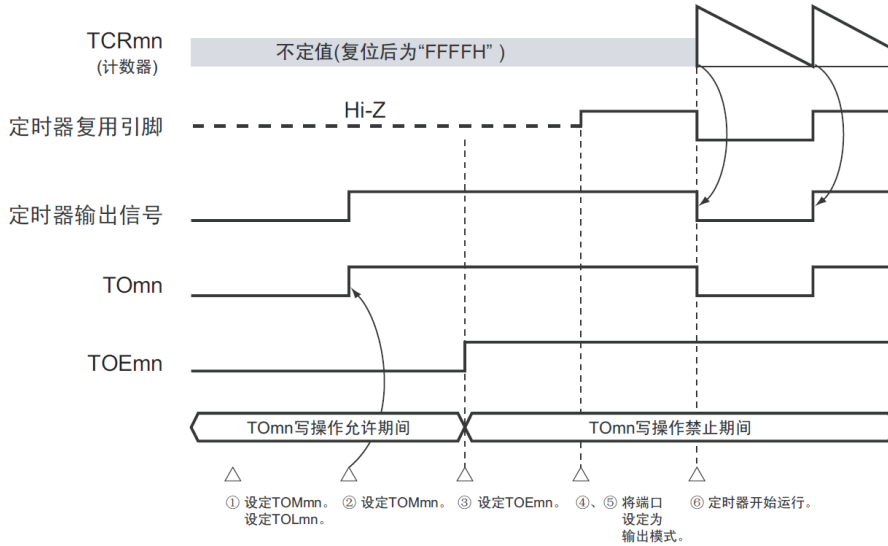 TCRmn
(计数器)
不定值(复位后为“FFFFH” )
Hi-Z
定时器复用引脚
定时器输出信号
TOmn
TOEmn
TOmn写操作允许期间
TOmn写操作禁止期间
① 设定TOMmn。
设定TOLmn。
② 设定TOMmn。
③ 设定TOEmn。
④、⑤ 将端口
设定为
输出模式。
⑥ 定时器开始运行。